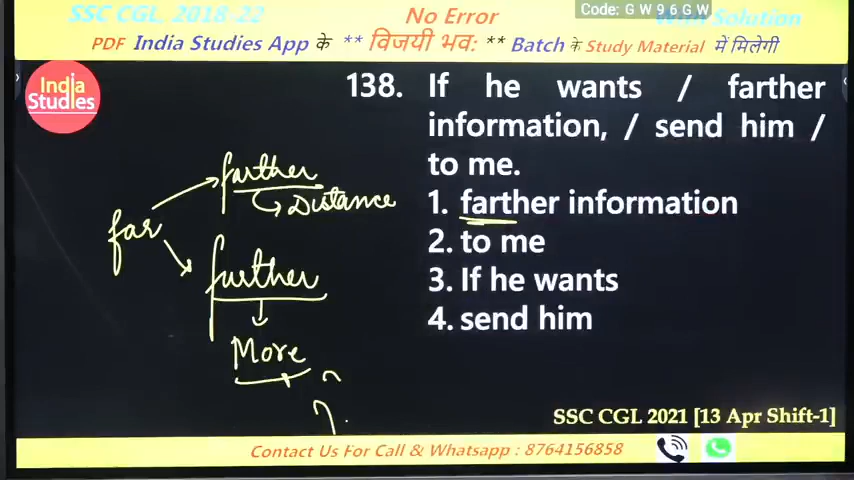 SSC CGL 2018-22
No Error
Code: G W 9 6 G W
Solution
PDF India Studies App के ** विजयी भव: ** Batch के Study Material में मिलेगी
India
Studies
138. If he wants / farther
information, / send him /
to me.
1. farther information
2. to me
3. If he wants
4. send him
far
farther
Distance
further
More
SSC CGL 2021 [13 Apr Shift-1]
Contact Us For Call & Whatsapp : 8764156858